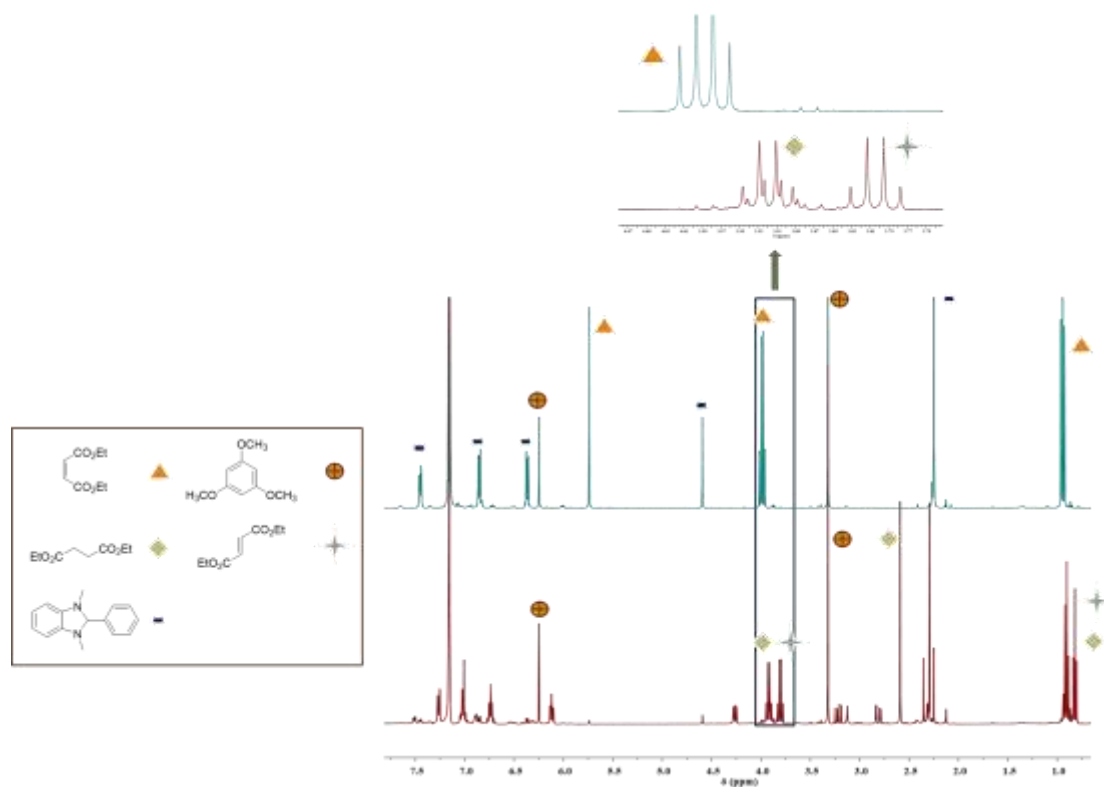 CO₂Et
CO₂Et
OCH₃
H₃CO
OCH₃
EtO₂C
CO₂Et
CO₂Et
EtO₂C
N
N
7.5
7.0
6.5
6.0
5.5
5.0
4.5
4.0
3.5
3.0
2.5
2.0
1.5
1.0
δ (ppm)